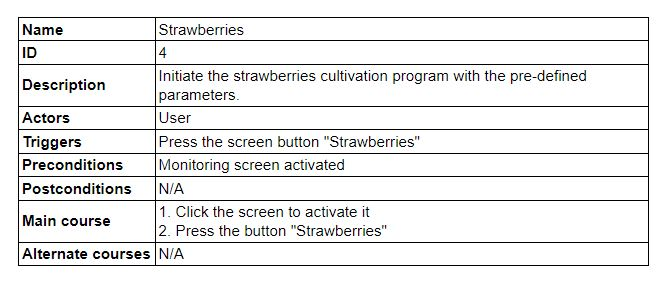 Name Strawberries
ID 4
Description Initiate the strawberries cultivation program with the pre-defined
parameters.
Actors User
Triggers Press the screen button "Strawberries"
Preconditions Monitoring screen activated
Postconditions N/A
Main course 1. Click the screen to activate it
2. Press the button "Strawberries"
Alternate courses N/A